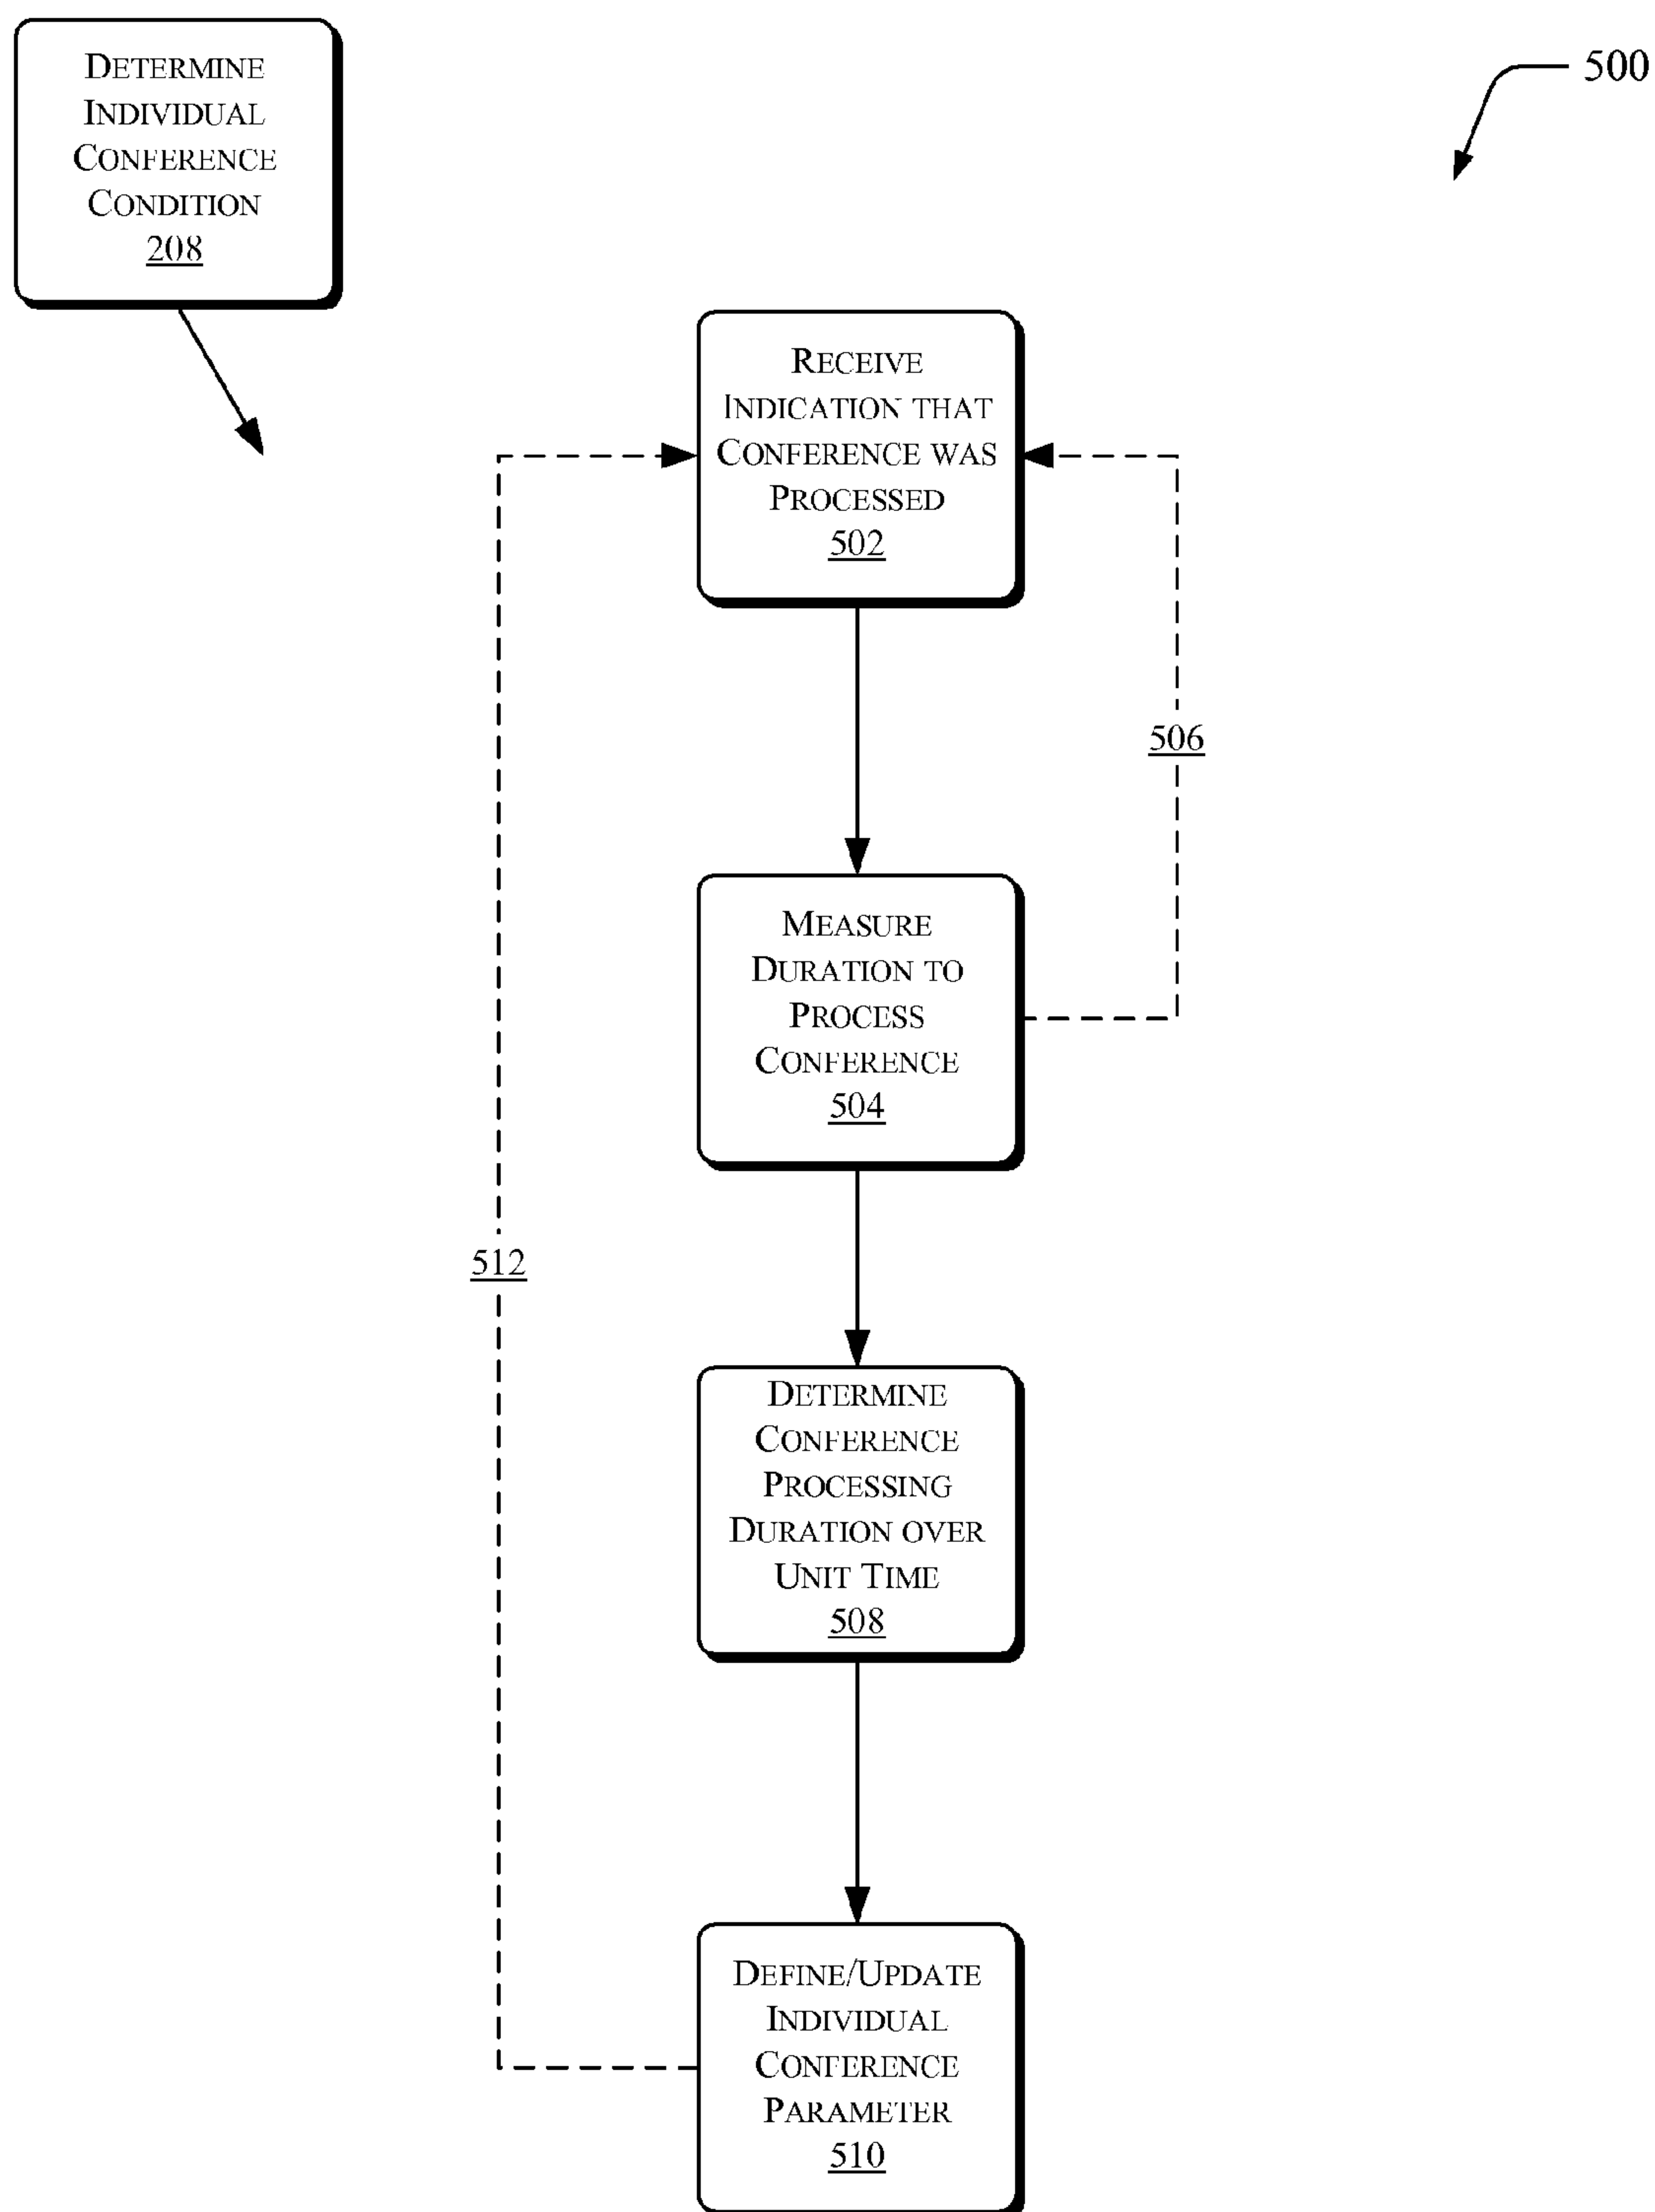 DETERMINE
INDIVIDUAL
CONFERENCE
CONDITION
208
500
RECEIVE
INDICATION THAT
CONFERENCE WAS
PROCESSED
502
506
MEASURE
DURATION TO
PROCESS
CONFERENCE
504
512
DETERMINE
CONFERENCE
PROCESSING
DURATION OVER
UNIT TIME
508
DEFINE/UPDATE
INDIVIDUAL
CONFERENCE
PARAMETER
510